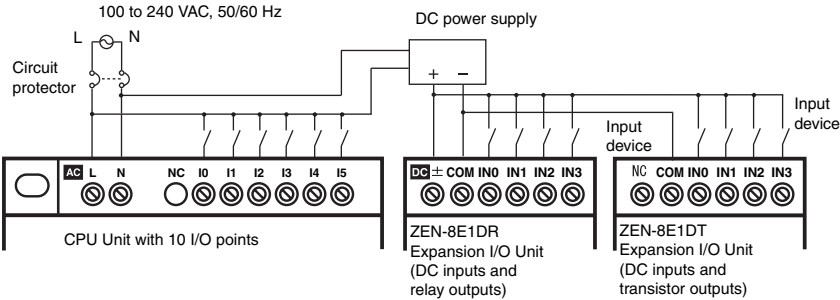 100 to 240 VAC, 50/60 Hz
L N
Circuit
protector
DC power supply
+ −
Input
device
Input
device
AC L N NC I0 I1 I2 I3 I4 I5
DC ± COM IN0 IN1 IN2 IN3
NC COM IN0 IN1 IN2 IN3
CPU Unit with 10 I/O points
ZEN-8E1DR
Expansion I/O Unit
(DC inputs and
relay outputs)
ZEN-8E1DT
Expansion I/O Unit
(DC inputs and
transistor outputs)